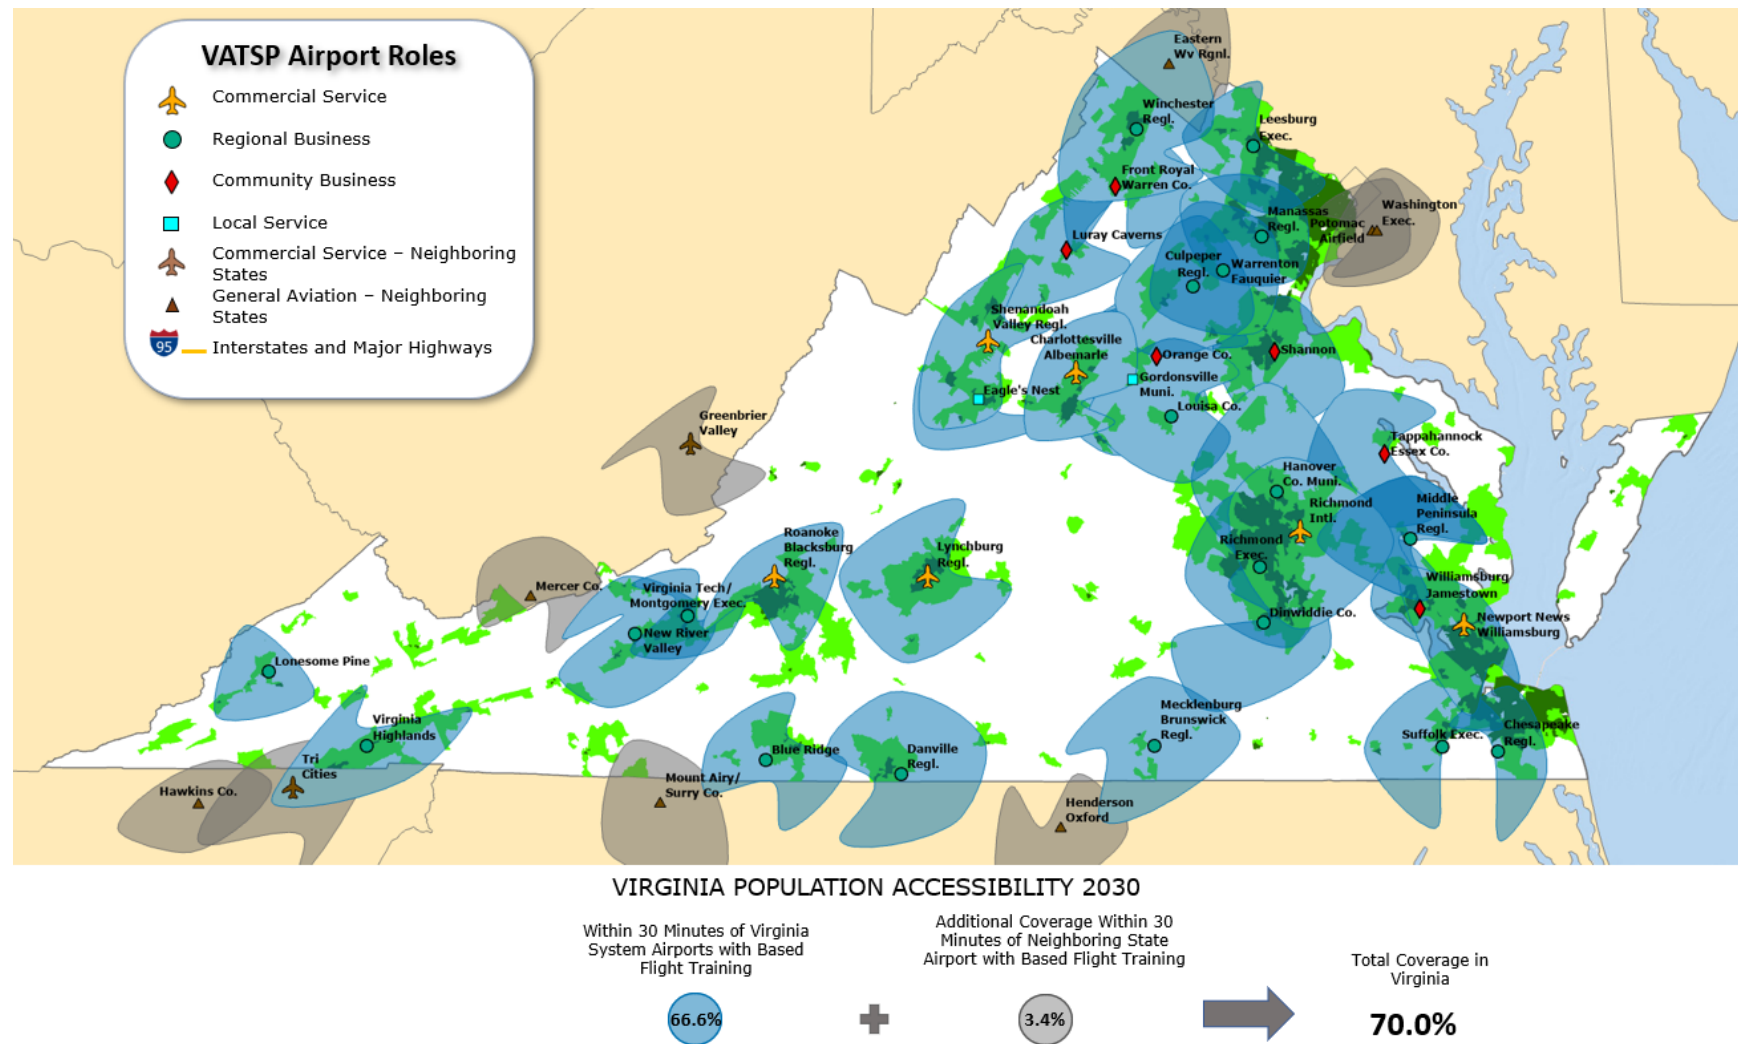 VATSP Airport Roles
Commercial Service
Regional Business
Community Business
Local Service
Commercial Service – Neighboring
States
General Aviation – Neighboring
States
95
Interstates and Major Highways
Eastern
Wv Rgnl.
Winchester
Regl.
Leesburg
Exec.
Front Royal
Warren Co.
Washington
Exec.
Manassas
Regl.
Potomac
Airfield
Luray Caverns
Culpeper
Regl.
Warrenton
Fauquier
Shenandoah
Valley Regl.
Charlottesville
Albemarle
Orange Co.
Shannon
Gordonsville
Muni.
Eagle's Nest
Louisa Co.
Greenbrier
Valley
Tappahannock
Essex Co.
Hanover
Co. Muni.
Richmond
Intl.
Middle
Peninsula
Regl.
Roanoke
Blacksburg
Regl.
Lynchburg
Regl.
Richmond
Exec.
Mercer Co.
Virginia Tech/
Montgomery Exec.
Williamsburg
Jamestown
Dinwiddie Co.
Newport News
Williamsburg
New River
Valley
Lonesome Pine
Virginia
Highlands
Mecklenburg
Brunswick
Regl.
Chesapeake
Regl.
Suffolk Exec.
Blue Ridge
Danville
Regl.
Tri
Cities
Hawkins Co.
Mount Airy/
Surry Co.
Henderson
Oxford
VIRGINIA POPULATION ACCESSIBILITY 2030
Within 30 Minutes of Virginia
System Airports with Based
Flight Training
66.6%
Additional Coverage Within 30
Minutes of Neighboring State
Airport with Based Flight Training
3.4%
Total Coverage in
Virginia
70.0%